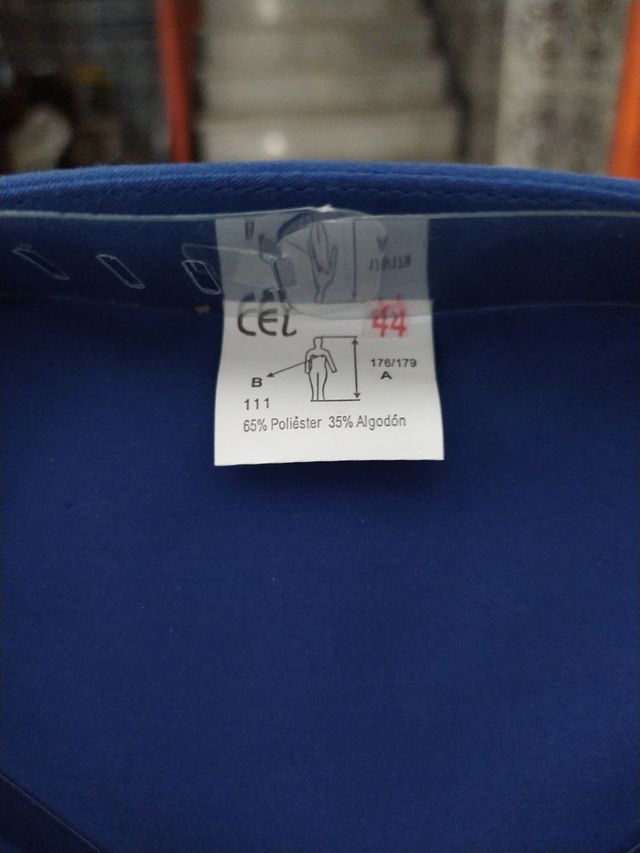 CEL 44
176/179
B A
111
65% Poliéster 35% Algodón